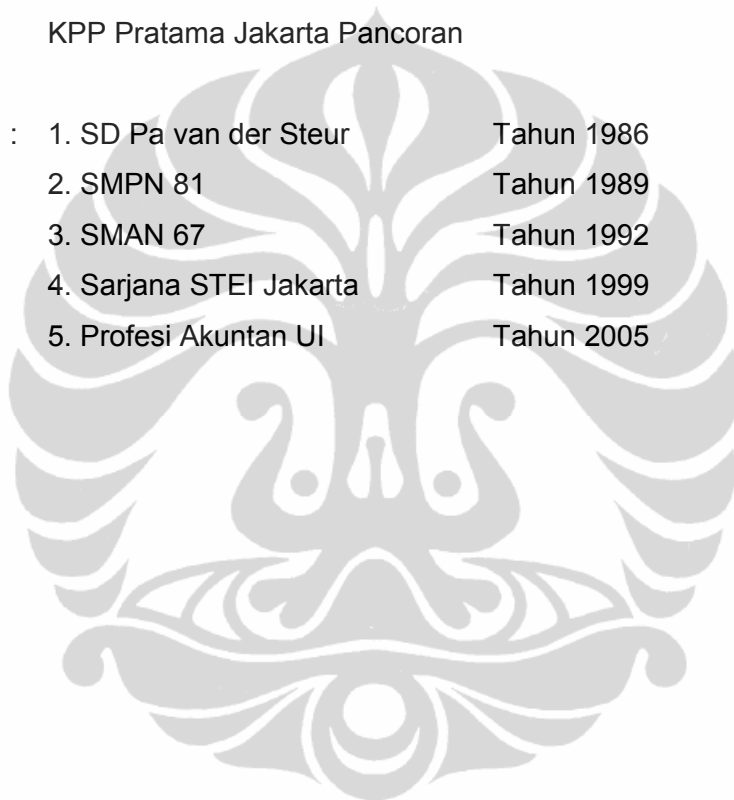 KPP Pratama Jakarta Pancoran
: 1. SD Pa van der Steur Tahun 1986
2. SMPN 81 Tahun 1989
3. SMAN 67 Tahun 1992
4. Sarjana STEI Jakarta Tahun 1999
5. Profesi Akuntan UI Tahun 2005